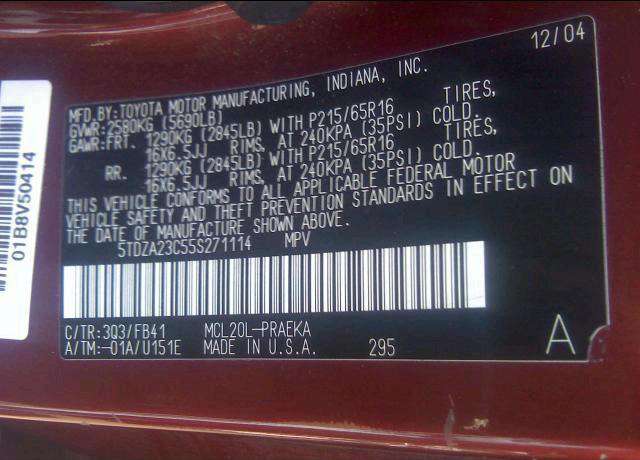 12/04
MFD.BY:TOYOTA MOTOR MANUFACTURING, INDIANA, INC.
GVWR:2580KG (5690LB)
GAWR:FRT. 1290KG (2845LB) WITH P215/65R16 TIRES,
16X6.5JJ RIMS, AT 240KPA (35PSI) COLD.
RR. 1290KG (2845LB) WITH P215/65R16 TIRES,
16X6.5JJ RIMS, AT 240KPA (35PSI) COLD.
THIS VEHICLE CONFORMS TO ALL APPLICABLE FEDERAL MOTOR
VEHICLE SAFETY AND THEFT PREVENTION STANDARDS IN EFFECT ON
THE DATE OF MANUFACTURE SHOWN ABOVE.
5TDZA23C55S271114 MPV
C/TR:3Q3/FB41 MCL20L-PRAEKA
A/TM:-01A/U151E MADE IN U.S.A. 295
A
01B8V50414